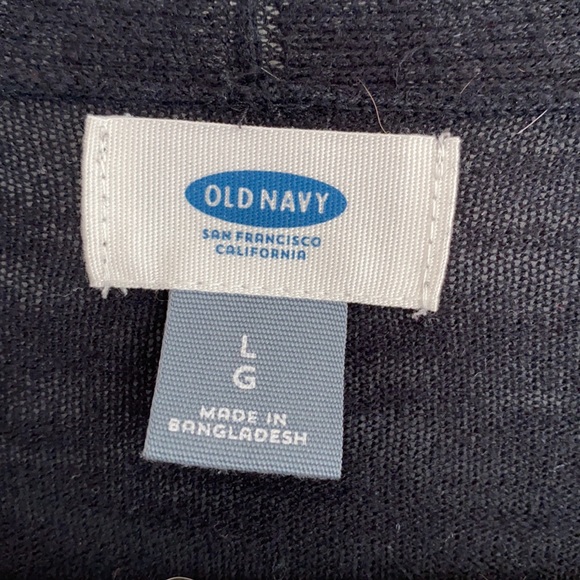 OLD NAVY
SAN FRANCISCO
CALIFORNIA
L
G
MADE IN
BANGLADESH